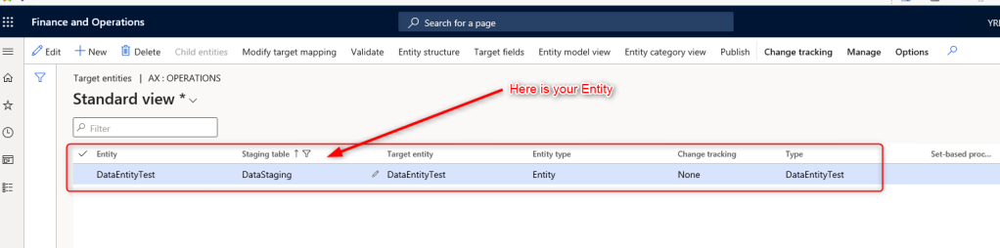 Finance and Operations
Search for a page
Edit New Delete Child entities Modify target mapping Validate Entity structure Target fields Entity model view Entity category view Publish Change tracking Manage Options
Target entities | AX : OPERATIONS
Standard view *
Here is your Entity
Filter
Entity Staging table Target entity Entity type Change tracking Type Set-based proc...
DataEntityTest DataStaging DataEntityTest Entity None DataEntityTest